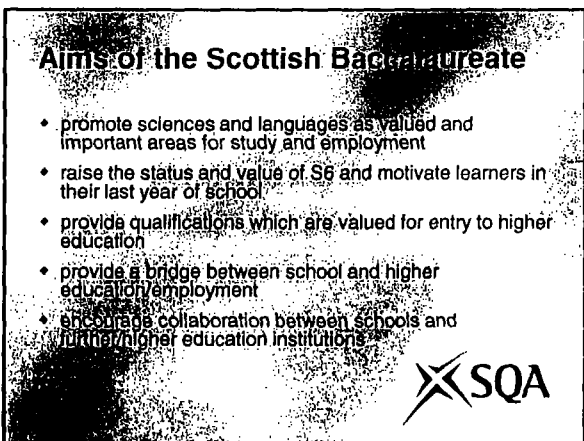 Aims of the Scottish Baccalaureate
• promote sciences and languages as valued and
important areas for study and employment
• raise the status and value of S6 and motivate learners in
their last year of school
• provide qualifications which are valued for entry to higher
education
• provide a bridge between school and higher
education/employment
• encourage collaboration between schools and
further/higher education institutions
SQA